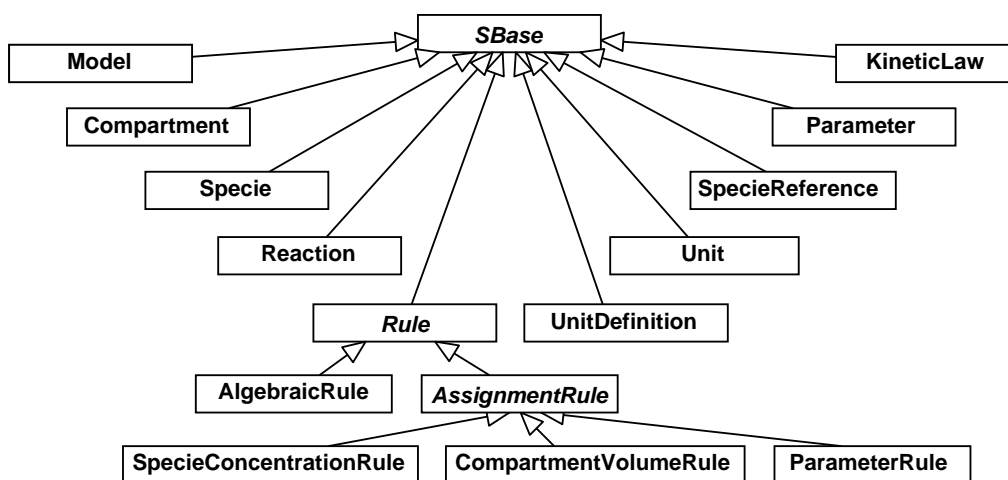 SBase
Model
KineticLaw
Compartment
Parameter
Specie
SpecieReference
Reaction
Unit
Rule
UnitDefinition
AlgebraicRule
AssignmentRule
SpecieConcentrationRule
CompartmentVolumeRule
ParameterRule